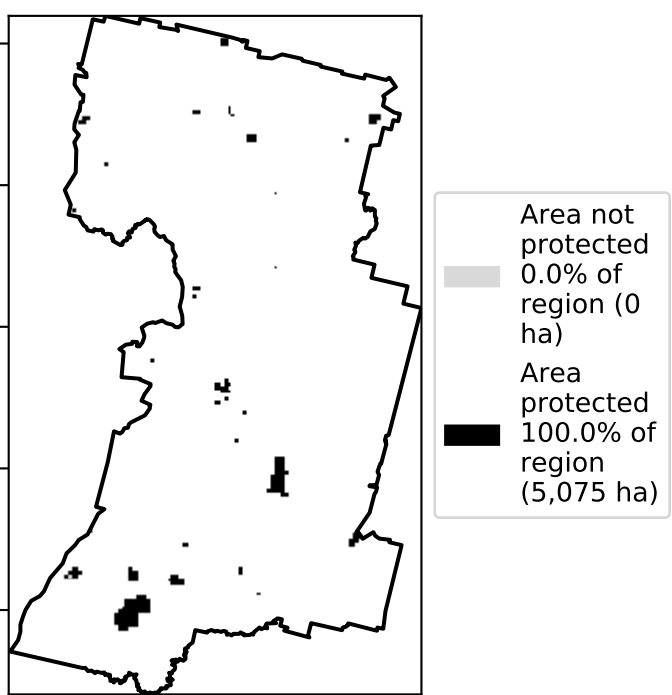 Area not
protected
0.0% of
region (0
ha)
Area
protected
100.0% of
region
(5,075 ha)